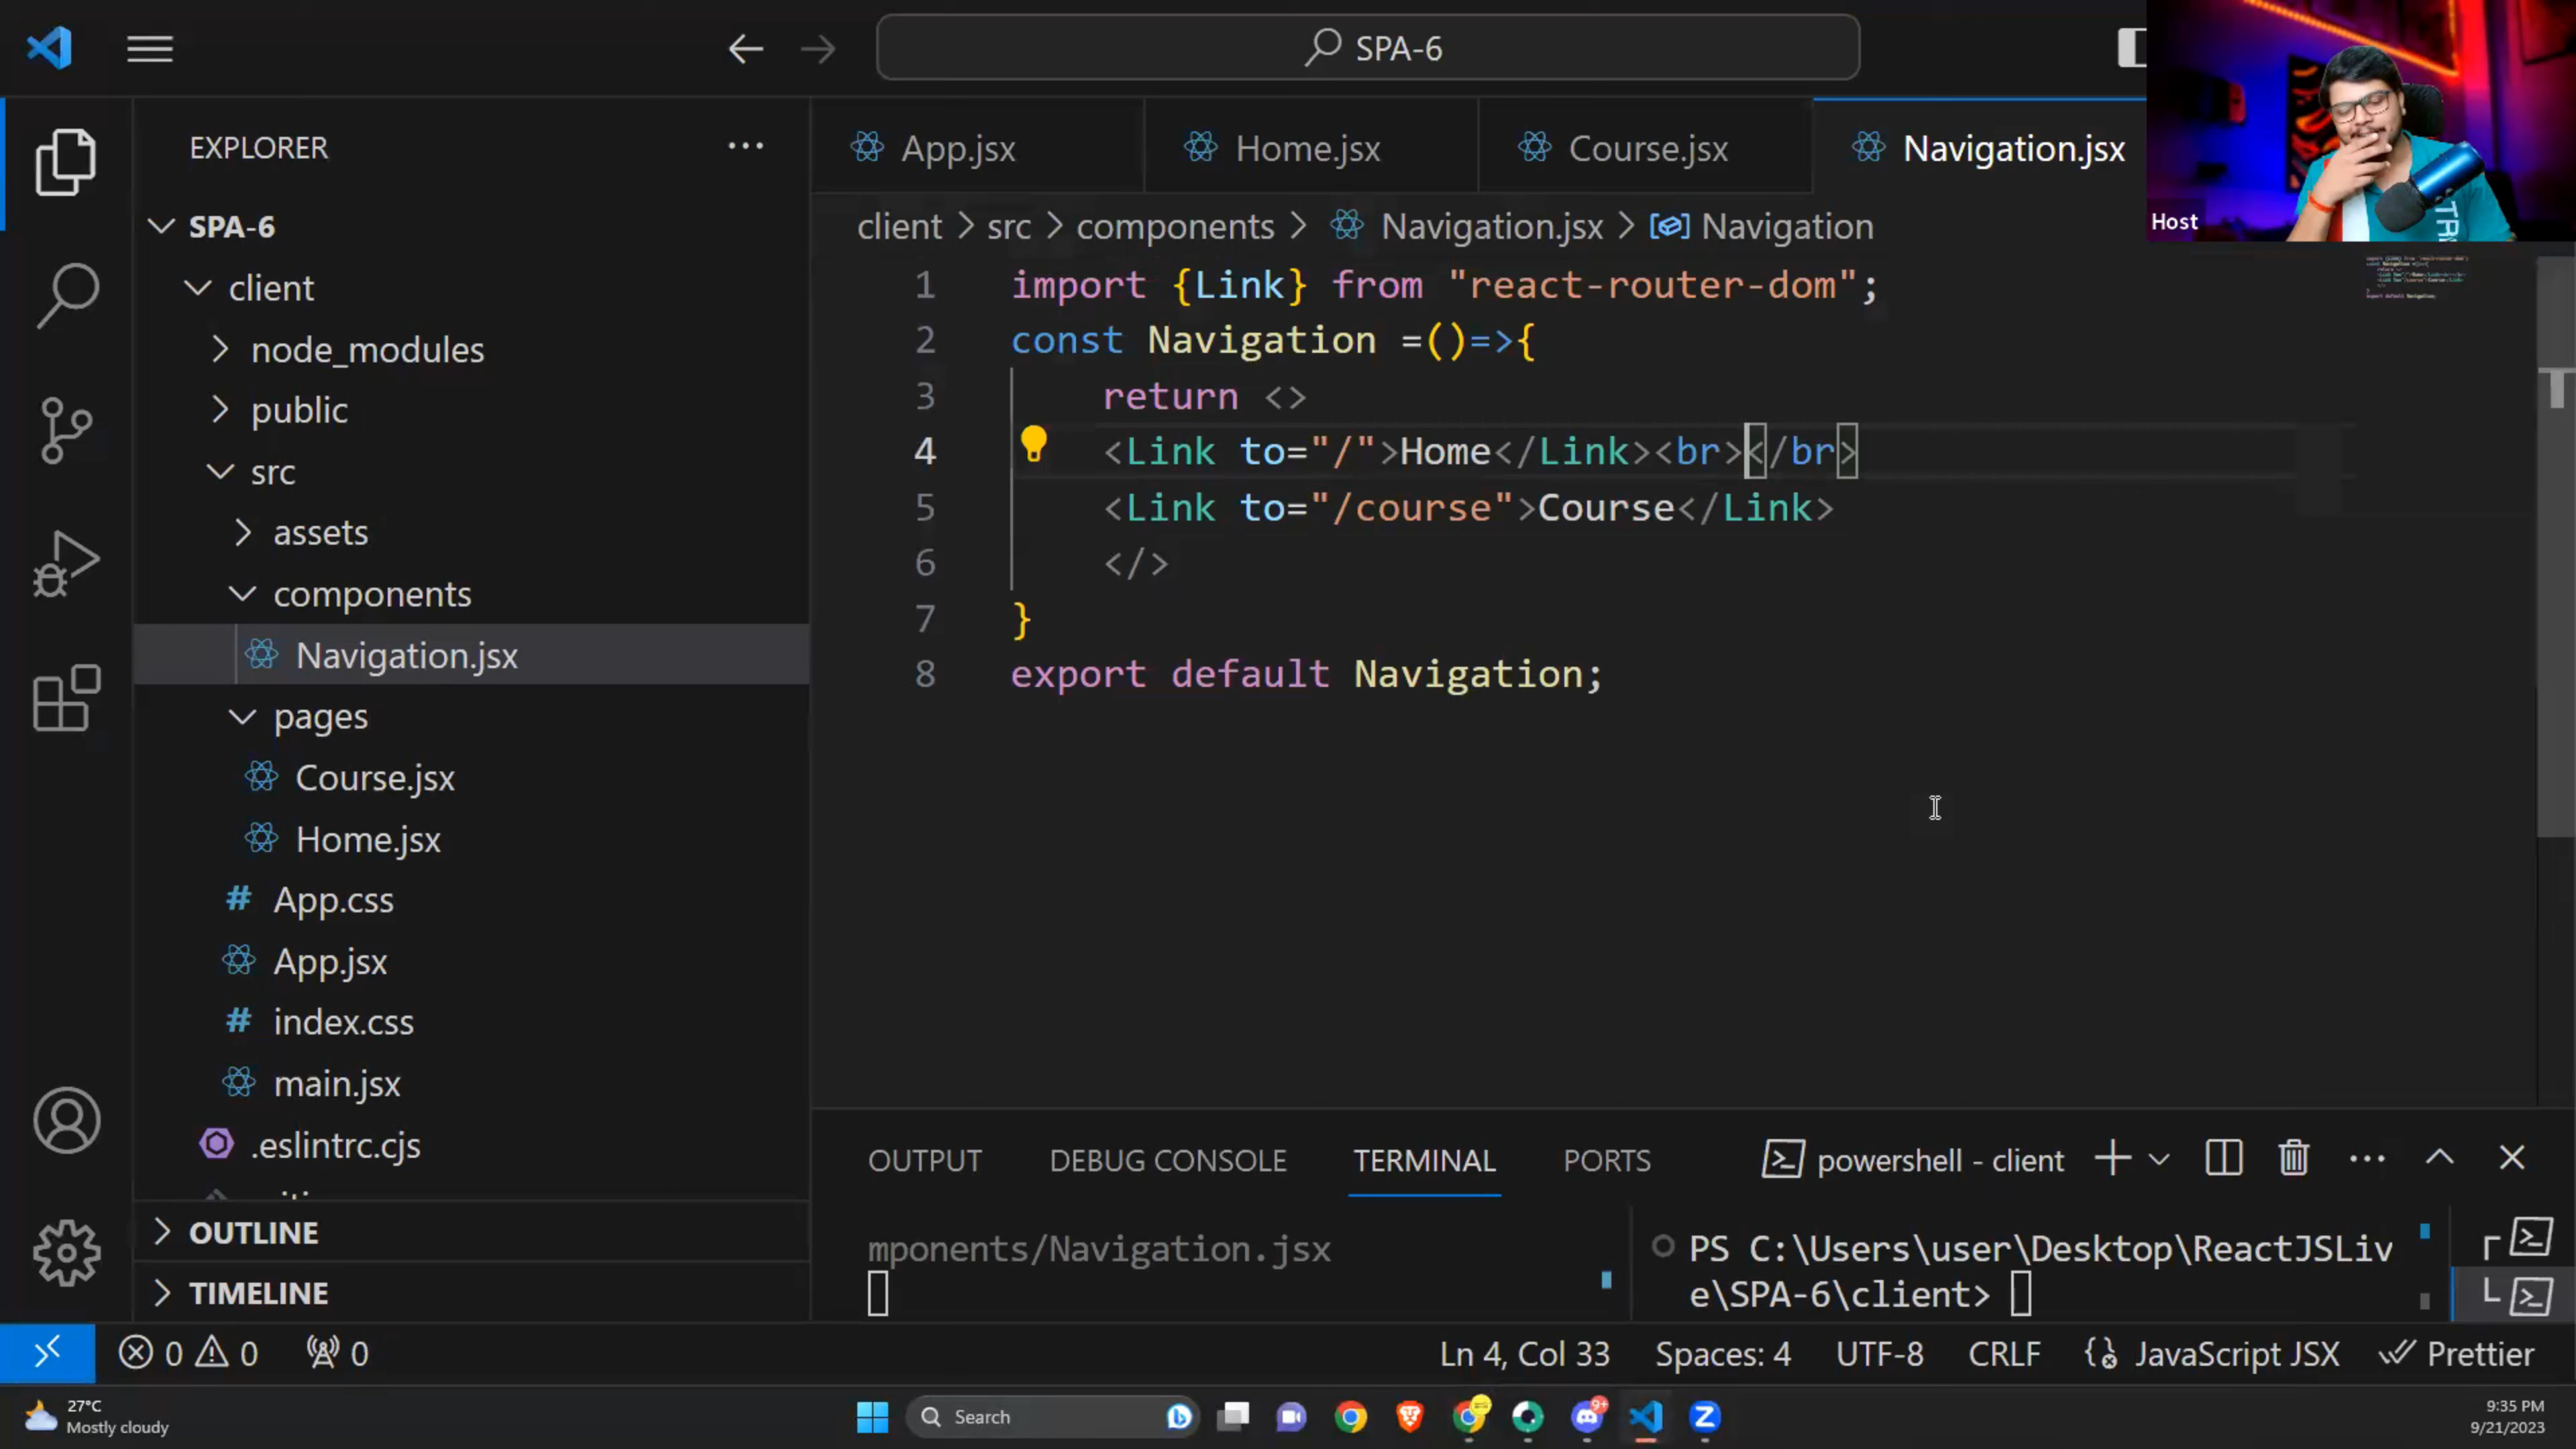 SPA-6
Host
EXPLORER
SPA-6
client
node_modules
public
src
assets
components
Navigation.jsx
pages
Course.jsx
Home.jsx
App.css
App.jsx
index.css
main.jsx
.eslintrc.cjs
OUTLINE
TIMELINE
App.jsx
Home.jsx
Course.jsx
Navigation.jsx
client > src > components > Navigation.jsx > Navigation
1 import {Link} from "react-router-dom";
2 const Navigation =()=>{
3 return <>
4 <Link to="/">Home</Link><br></br>
5 <Link to="/course">Course</Link>
6 </>
7 }
8 export default Navigation;
OUTPUT DEBUG CONSOLE TERMINAL PORTS powershell - client
mponents/Navigation.jsx
PS C:\Users\user\Desktop\ReactJSLiv
e\SPA-6\client>
0 0 0 Ln 4, Col 33 Spaces: 4 UTF-8 CRLF JavaScript JSX Prettier
27°C
Mostly cloudy
Search
9+
9:35 PM
9/21/2023